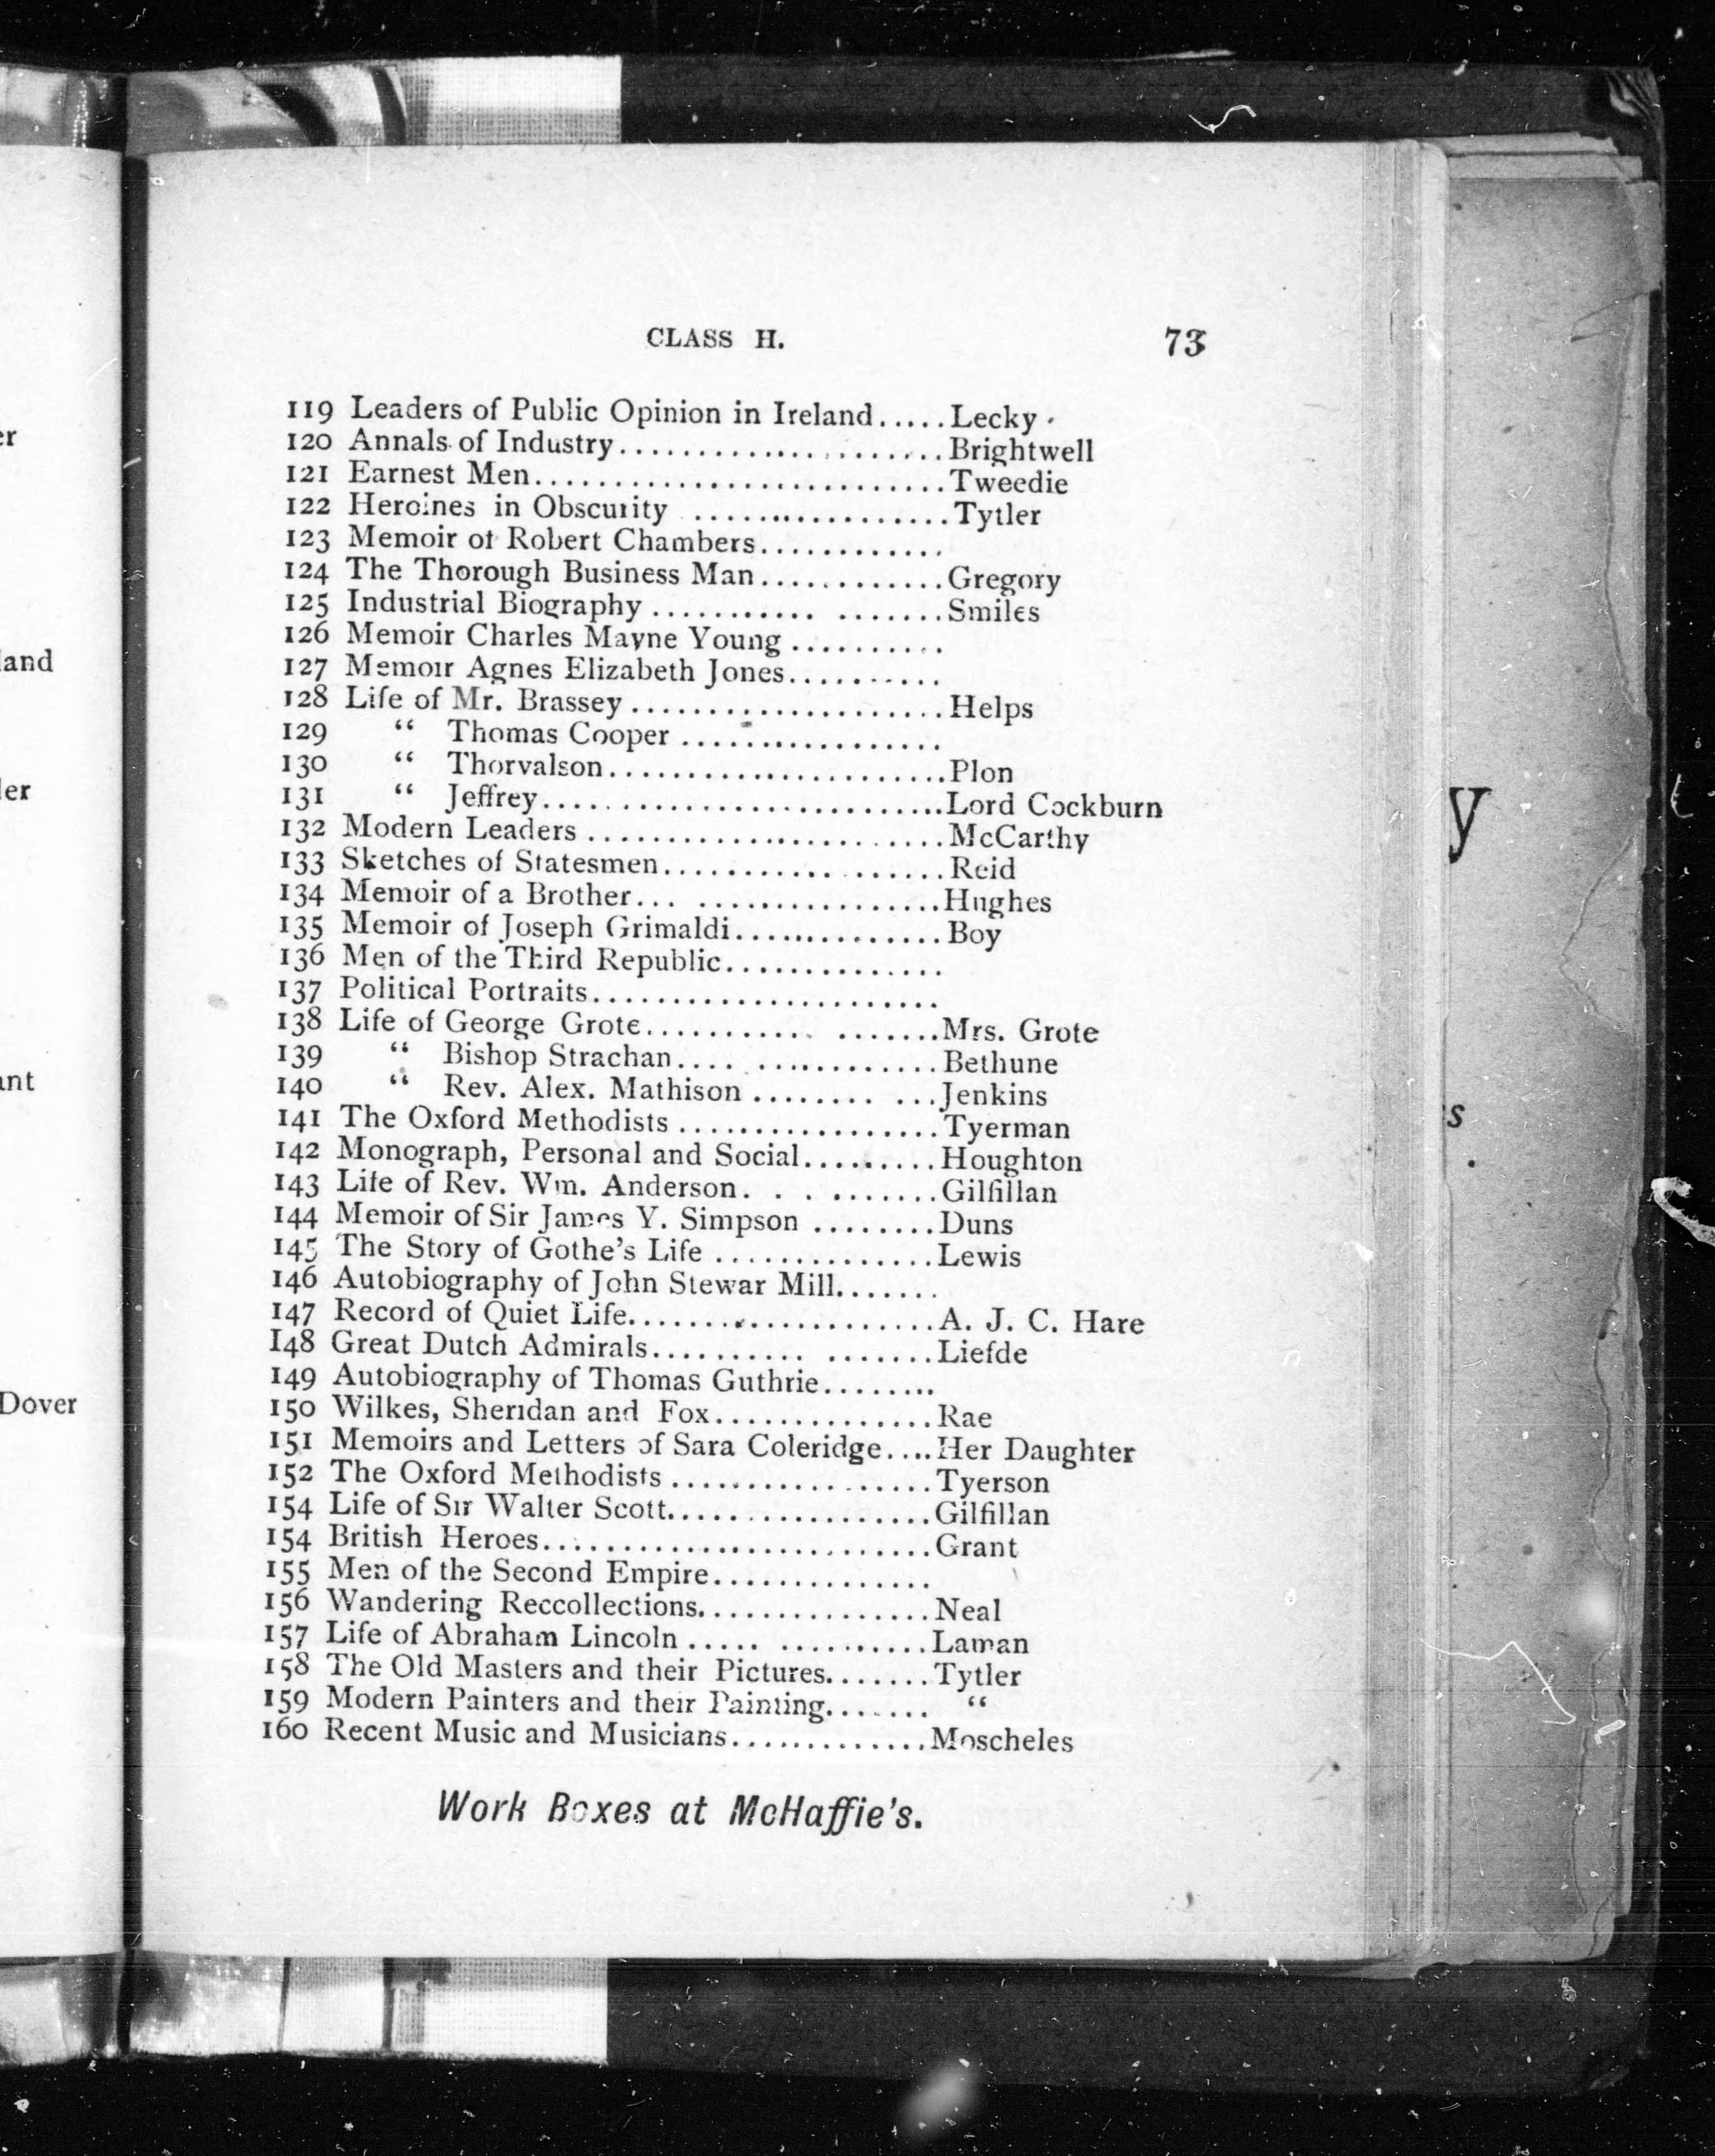 CLASS H. 73
119 Leaders of Public Opinion in Ireland.....Lecky
120 Annals of Industry.....................Brightwell
121 Earnest Men..........................Tweedie
122 Heroines in Obscurity .................Tytler
123 Memoir of Robert Chambers............
124 The Thorough Business Man............Gregory
125 Industrial Biography ........... .......Smiles
126 Memoir Charles Mayne Young ..........
127 Memoir Agnes Elizabeth Jones..........
128 Life of Mr. Brassey.....................Helps
129 “ Thomas Cooper .................
130 “ Thorvalson......................Plon
131 “ Jeffrey..........................Lord Cockburn
132 Modern Leaders .......................McCarthy
133 Sketches of Statesmen..................Reid
134 Memoir of a Brother... ................Hughes
135 Memoir of Joseph Grimaldi..............Boy
136 Men of the Third Republic..............
137 Political Portraits......................
138 Life of George Grote........... .......Mrs. Grote
139 “ Bishop Strachan.... ............Bethune
140 “ Rev. Alex. Mathison ........ ...Jenkins
141 The Oxford Methodists .................Tyerman
142 Monograph, Personal and Social.........Houghton
143 Life of Rev. Wm. Anderson. . . .......Gilfillan
144 Memoir of Sir James Y. Simpson ........Duns
145 The Story of Gothe’s Life ..............Lewis
146 Autobiography of John Stewar Mill.......
147 Record of Quiet Life....................A. J. C. Hare
148 Great Dutch Admirals.......... .......Liefde
149 Autobiography of Thomas Guthrie........
150 Wilkes, Sheridan and Fox..............Rae
151 Memoirs and Letters of Sara Coleridge....Her Daughter
152 The Oxford Methodists .................Tyerson
154 Life of Sir Walter Scott.................Gilfillan
154 British Heroes.........................Grant
155 Men of the Second Empire..............
156 Wandering Reccollections...............Neal
157 Life of Abraham Lincoln ..... ..........Laman
158 The Old Masters and their Pictures.......Tytler
159 Modern Painters and their Painting....... “
160 Recent Music and Musicians.............Moscheles
Work Boxes at McHaffie’s.
er
land
ler
ant
Dover
y
s